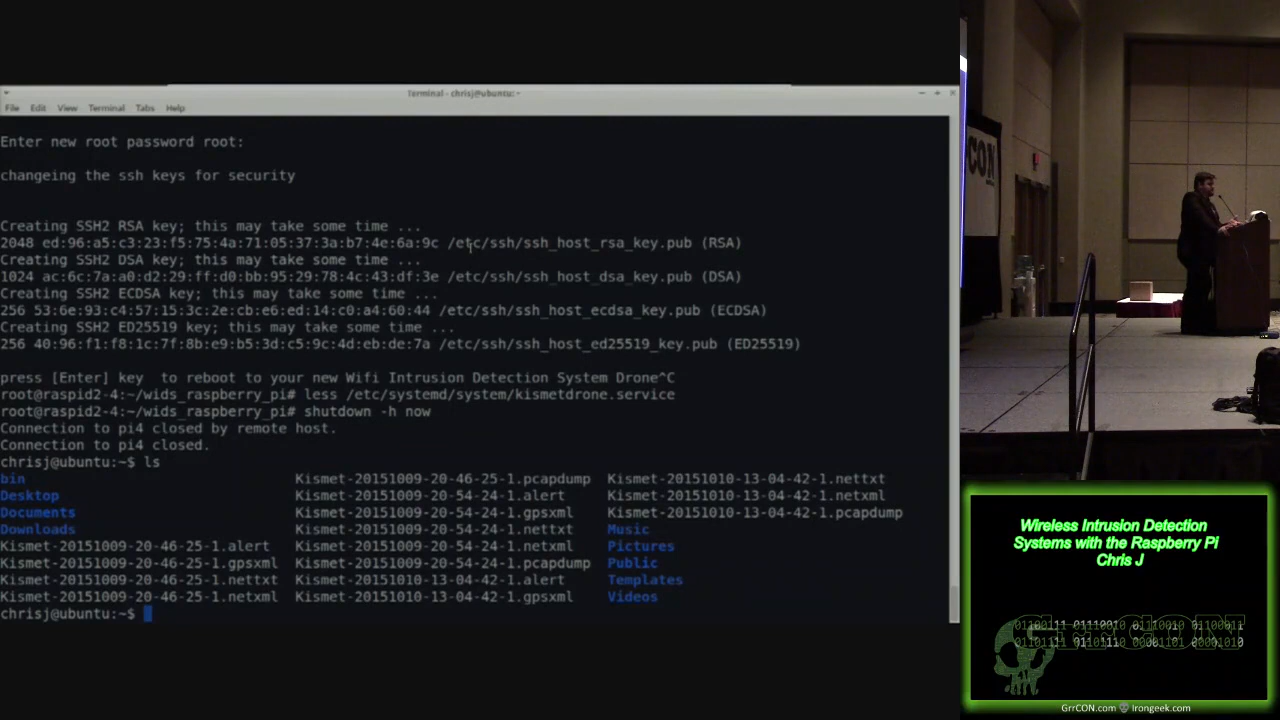 Terminal - chrisj@ubuntu: ~
File Edit View Terminal Tabs Help
Enter new root password root:
changeing the ssh keys for security
Creating SSH2 RSA key; this may take some time ...
2048 ed:96:a5:c3:23:f5:75:4a:71:05:37:3a:b7:4e:6a:9c /etc/ssh/ssh_host_rsa_key.pub (RSA)
Creating SSH2 DSA key; this may take some time ...
1024 ac:6c:7a:a0:d2:29:ff:d0:bb:95:29:78:4c:43:df:3e /etc/ssh/ssh_host_dsa_key.pub (DSA)
Creating SSH2 ECDSA key; this may take some time ...
256 53:6e:93:c4:57:15:3c:2e:cb:e6:ed:14:c0:a4:60:44 /etc/ssh/ssh_host_ecdsa_key.pub (ECDSA)
Creating SSH2 ED25519 key; this may take some time ...
256 40:96:f1:f8:1c:7f:8b:e9:b5:3d:c5:9c:4d:eb:de:7a /etc/ssh/ssh_host_ed25519_key.pub (ED25519)
press [Enter] key  to reboot to your new Wifi Intrusion Detection System Drone^C
root@raspid2-4:~/wids_raspberry_pi# less /etc/systemd/system/kismetdrone.service
root@raspid2-4:~/wids_raspberry_pi# shutdown -h now
Connection to pi4 closed by remote host.
Connection to pi4 closed.
chrisj@ubuntu:~$ ls
bin Kismet-20151009-20-46-25-1.pcapdump Kismet-20151010-13-04-42-1.nettxt
Desktop Kismet-20151009-20-54-24-1.alert Kismet-20151010-13-04-42-1.netxml
Documents Kismet-20151009-20-54-24-1.gpsxml Kismet-20151010-13-04-42-1.pcapdump
Downloads Kismet-20151009-20-54-24-1.nettxt Music
Kismet-20151009-20-46-25-1.alert Kismet-20151009-20-54-24-1.netxml Pictures
Kismet-20151009-20-46-25-1.gpsxml Kismet-20151009-20-54-24-1.pcapdump Public
Kismet-20151009-20-46-25-1.nettxt Kismet-20151010-13-04-42-1.alert Templates
Kismet-20151009-20-46-25-1.netxml Kismet-20151010-13-04-42-1.gpsxml Videos
chrisj@ubuntu:~$
CON
Wireless Intrusion Detection
Systems with the Raspberry Pi
Chris J
GrrCON
01100111 01110010 01110010 01100011
01101111 01101110 00001101 00001010
GrrCON.com Irongeek.com